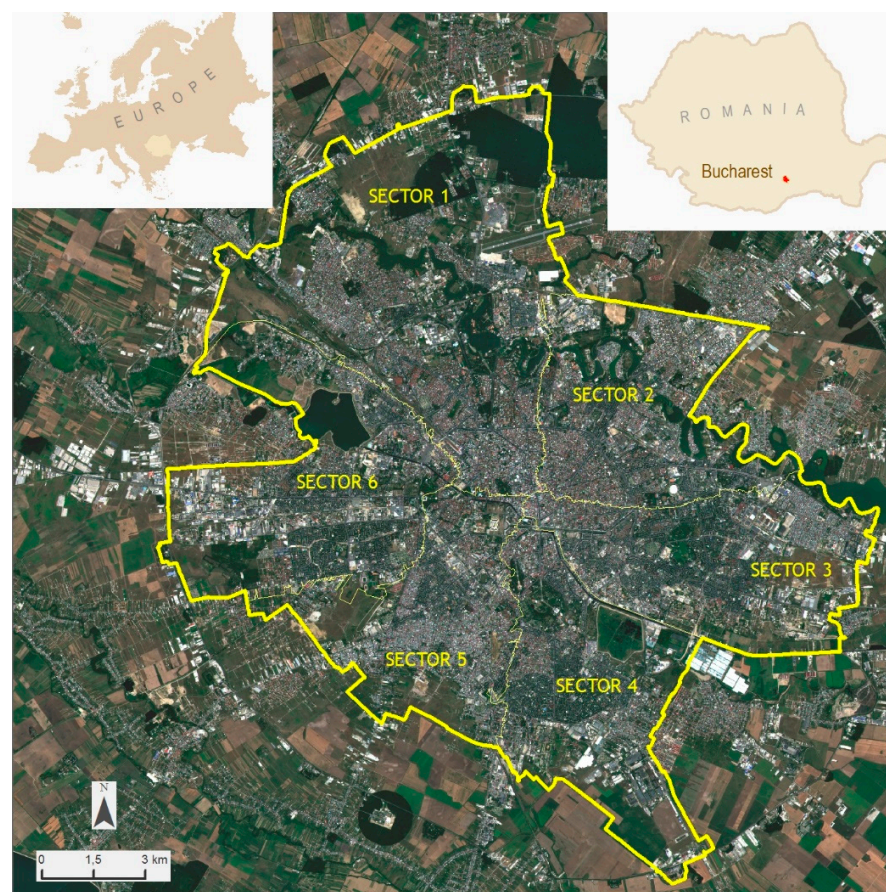 EUROPE
ROMANIA
Bucharest
SECTOR 1
SECTOR 2
SECTOR 6
SECTOR 3
SECTOR 5
SECTOR 4
N
0 1,5 3 km